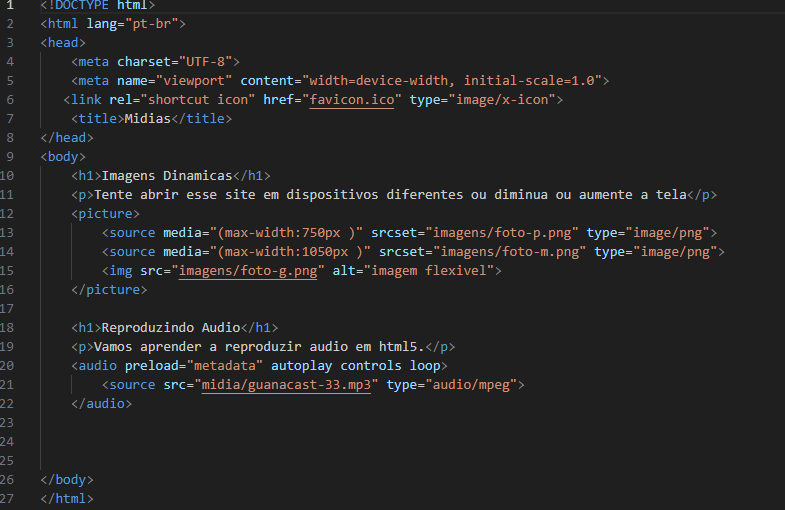 1 <!DOCTYPE html>
2 <html lang="pt-br">
3 <head>
4     <meta charset="UTF-8">
5     <meta name="viewport" content="width=device-width, initial-scale=1.0">
6    <link rel="shortcut icon" href="favicon.ico" type="image/x-icon">
7     <title>Midias</title>
8 </head>
9 <body>
10     <h1>Imagens Dinamicas</h1>
11     <p>Tente abrir esse site em dispositivos diferentes ou diminua ou aumente a tela</p>
12     <picture>
13         <source media="(max-width:750px )" srcset="imagens/foto-p.png" type="image/png">
14         <source media="(max-width:1050px )" srcset="imagens/foto-m.png" type="image/png">
15         <img src="imagens/foto-g.png" alt="imagem flexivel">
16     </picture>
17
18     <h1>Reproduzindo Audio</h1>
19     <p>Vamos aprender a reproduzir audio em html5.</p>
20     <audio preload="metadata" autoplay controls loop>
21         <source src="midia/guanacast-33.mp3" type="audio/mpeg">
22     </audio>
23
24
25
26 </body>
27 </html>